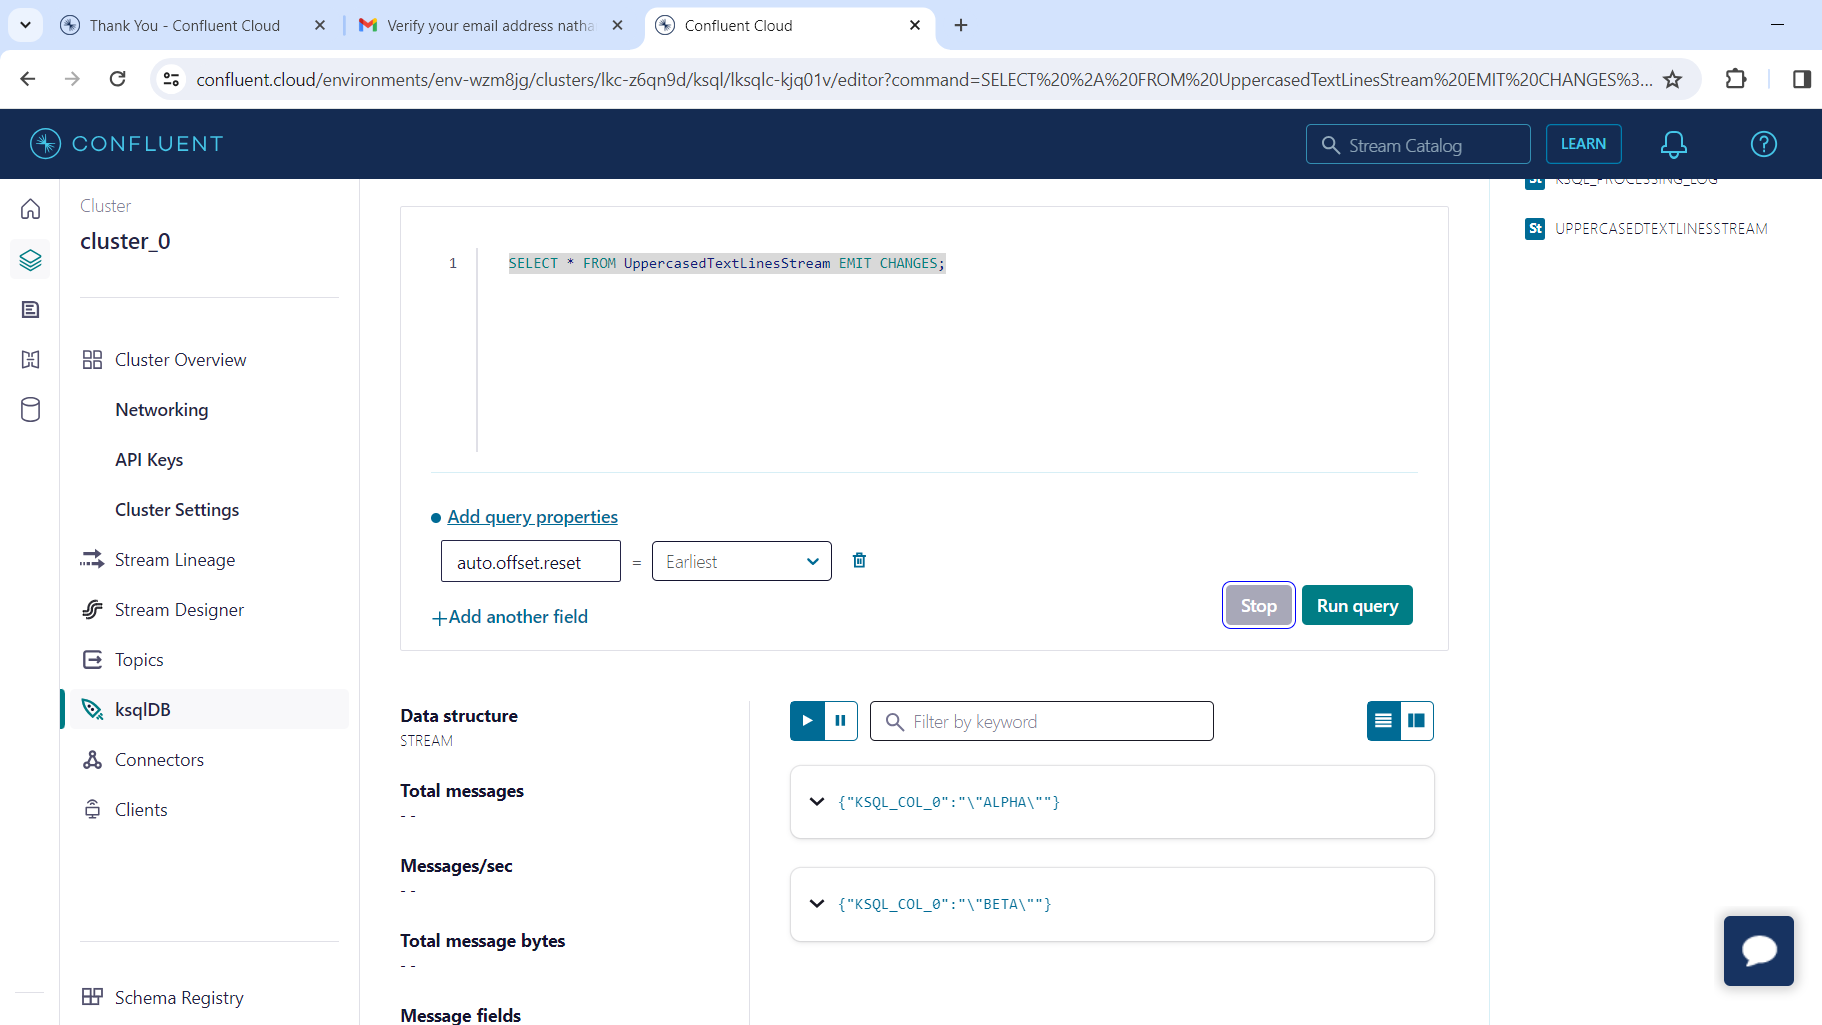 Thank You - Confluent Cloud
Verify your email address natha
Confluent Cloud
confluent.cloud/environments/env-wzm8jg/clusters/lkc-z6qn9d/ksql/lksqlc-kjq01v/editor?command=SELECT%20%2A%20FROM%20UppercasedTextLinesStream%20EMIT%20CHANGES%3...
CONFLUENT
Stream Catalog
LEARN
Cluster
cluster_0
Cluster Overview
Networking
API Keys
Cluster Settings
Stream Lineage
Stream Designer
Topics
ksqlDB
Connectors
Clients
Schema Registry
1 SELECT * FROM UppercasedTextLinesStream EMIT CHANGES;
Add query properties
auto.offset.reset = Earliest
+Add another field
Stop
Run query
Data structure
STREAM
Total messages
--
Messages/sec
--
Total message bytes
--
Message fields
Filter by keyword
{"KSQL_COL_0":"\"ALPHA\""}
{"KSQL_COL_0":"\"BETA\""}
St KSQL_PROCESSING_LOG
St UPPERCASEDTEXTLINESSTREAM